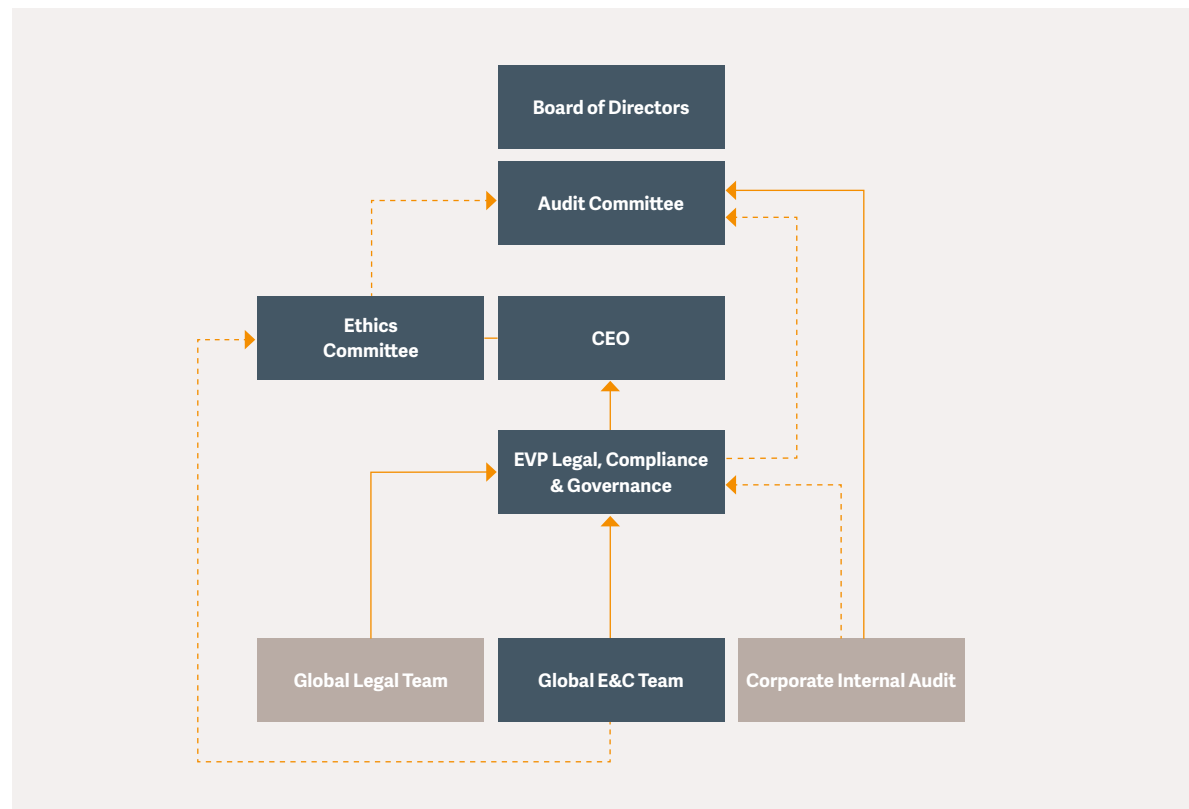 Board of Directors
Audit Committee
Ethics
Committee
CEO
EVP Legal, Compliance
& Governance
Global Legal Team
Global E&C Team
Corporate Internal Audit